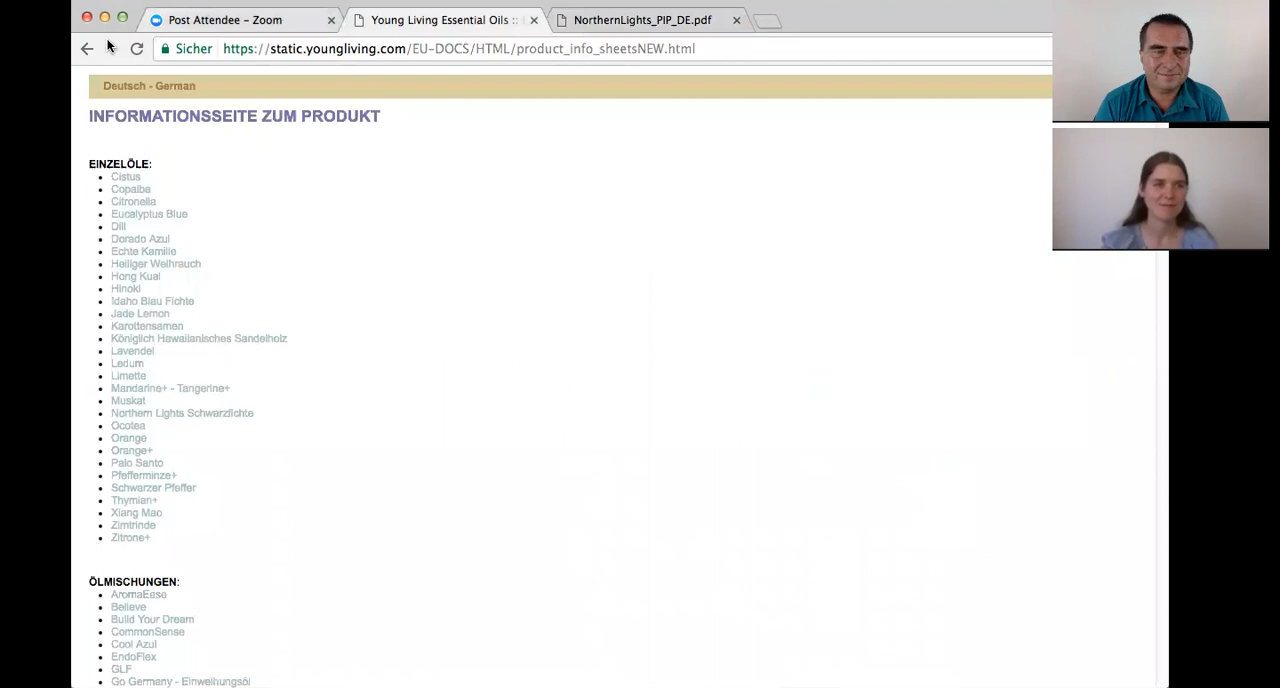 Post Attendee – Zoom
Young Living Essential Oils ::
NorthernLights_PIP_DE.pdf
Sicher
https://static.youngliving.com/EU-DOCS/HTML/product_info_sheetsNEW.html
Deutsch - German
INFORMATIONSSEITE ZUM PRODUKT
EINZELÖLE:
Cistus
Copaiba
Citronella
Eucalyptus Blue
Dill
Dorado Azul
Echte Kamille
Heiliger Weihrauch
Hong Kuai
Hinoki
Idaho Blau Fichte
Jade Lemon
Karottensamen
Königlich Hawaiianisches Sandelholz
Lavendel
Ledum
Limette
Mandarine+ - Tangerine+
Muskat
Northern Lights Schwarzfichte
Ocotea
Orange
Orange+
Palo Santo
Pfefferminze+
Schwarzer Pfeffer
Thymian+
Xiang Mao
Zimtrinde
Zitrone+
ÖLMISCHUNGEN:
AromaEase
Believe
Build Your Dream
CommonSense
Cool Azul
EndoFlex
GLF
Go Germany - Einweihungsöl